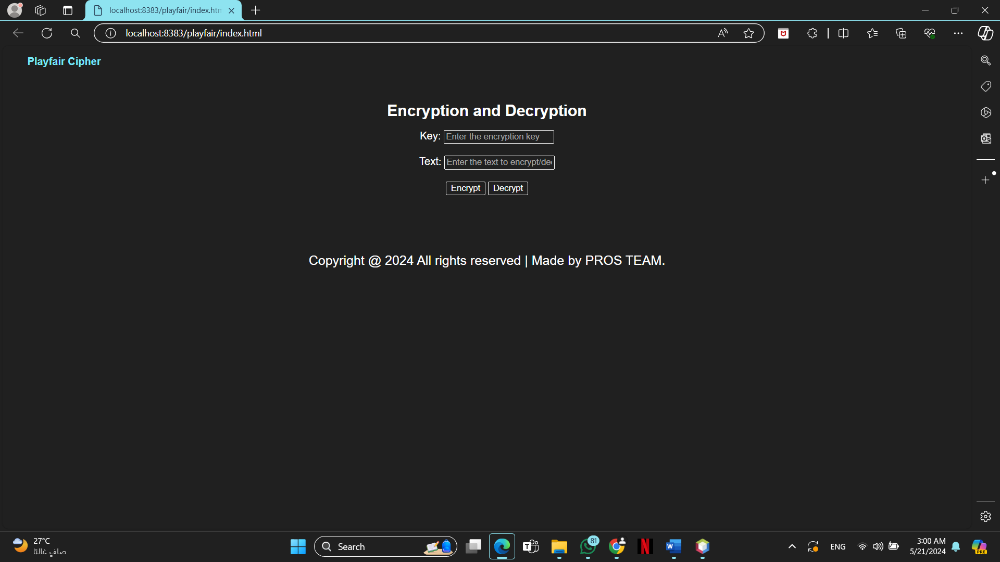 localhost:8383/playfair/index.htm
localhost:8383/playfair/index.html
Playfair Cipher
Encryption and Decryption
Key: Enter the encryption key
Text: Enter the text to encrypt/de
Encrypt Decrypt
Copyright @ 2024 All rights reserved | Made by PROS TEAM.
27°C
صافٍ غالبًا
Search
T
81
N
W
ENG
3:00 AM
5/21/2024
PRE